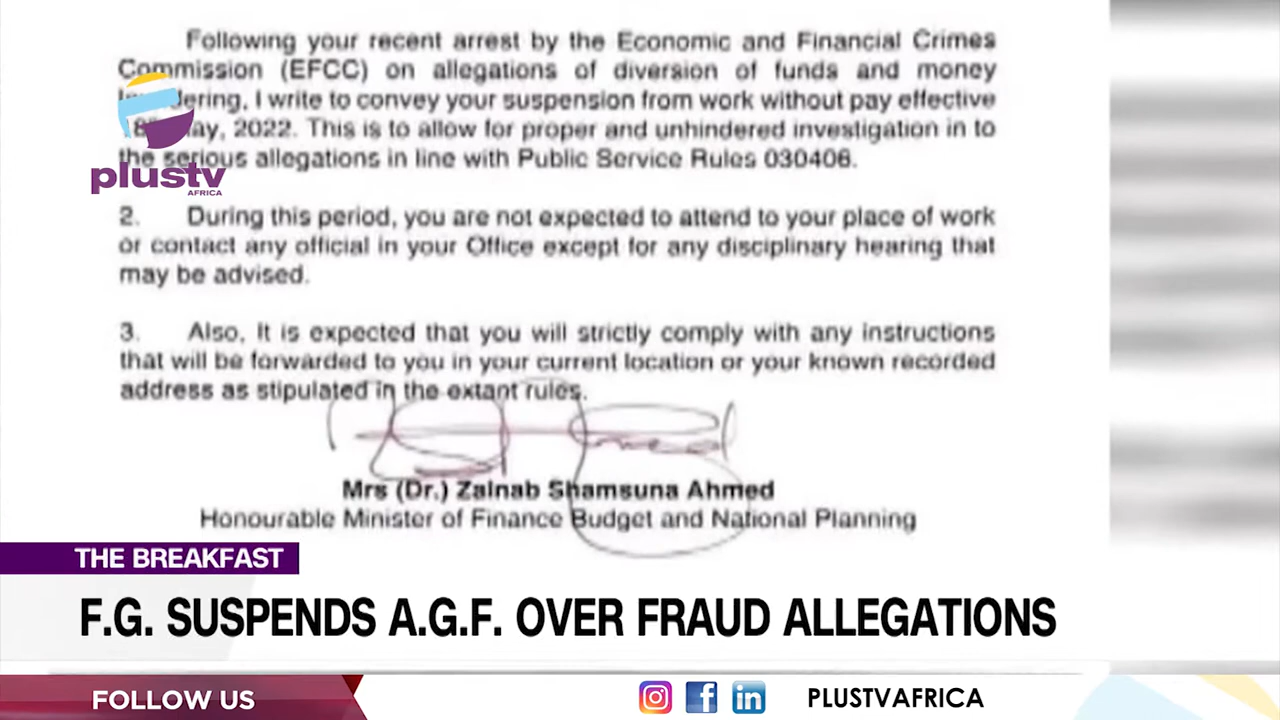 Following your recent arrest by the Economic and Financial Crimes
Commission (EFCC) on allegations of diversion of funds and money
I write to convey your suspension from work without pay effective
2022. This is to allow for proper and unhindered investigation in to
the serious allegations in line with Public Service Rules 030406.
plustv
AFRICA
2. During this period, you are not expected to attend to your place of work
or contact any official in your Office except for any disciplinary hearing that
may be advised.
3. Also, It is expected that you will strictly comply with any instructions
that will be forwarded to you in your current location or your known recorded
address as stipulated in the extant rules.
Mrs (Dr.) Zainab Shamsuna Ahmed
Honourable Minister of Finance Budget and National Planning
THE BREAKFAST
F.G. SUSPENDS A.G.F. OVER FRAUD ALLEGATIONS
FOLLOW US
PLUSTVAFRICA